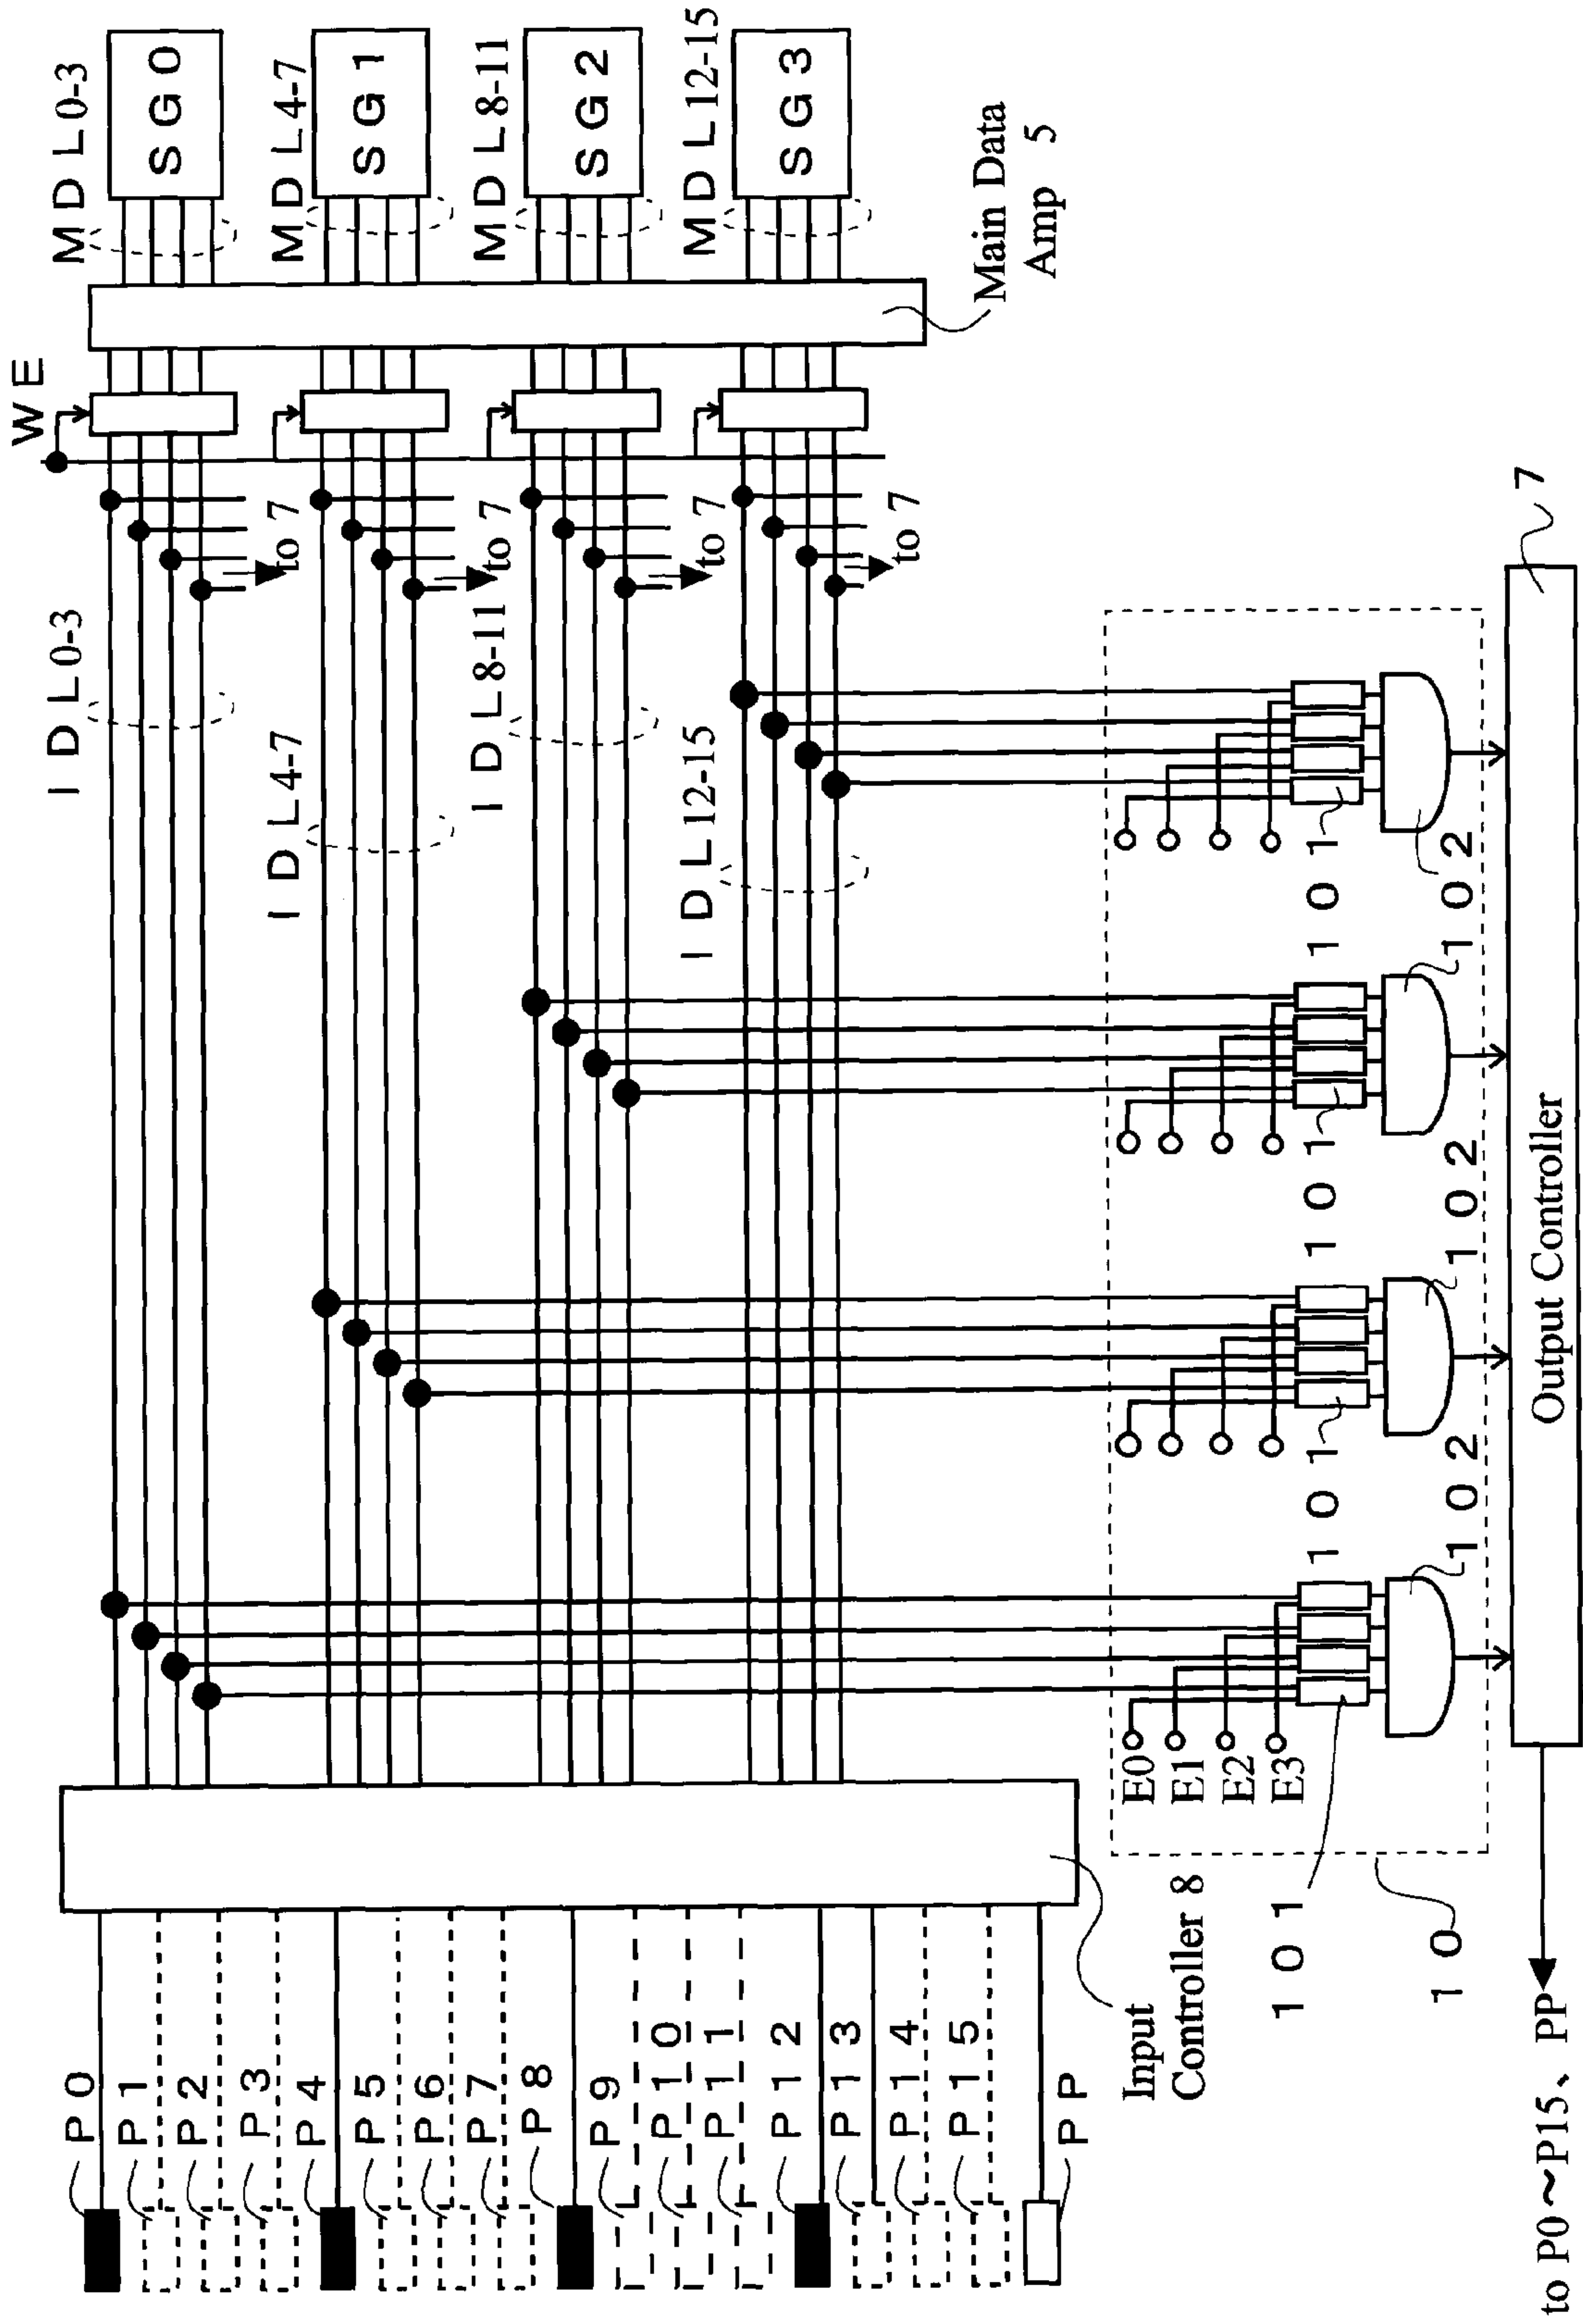 MDL0-3
SG0
MDL4-7
SG1
MDL8-11
SG2
MDL12-15
SG3
Main Data
Amp 5
WE
to 7
to 7
to 7
to 7
IDL0-3
IDL4-7
IDL8-11
IDL12-15
7
101
102
101
102
101
102
101
102
E0
E1
E2
E3
Output Controller
10
Input
Controller 8
P0
P1
P2
P3
P4
P5
P6
P7
P8
P9
P10
P11
P12
P13
P14
P15
PP
to P0~P15、PP